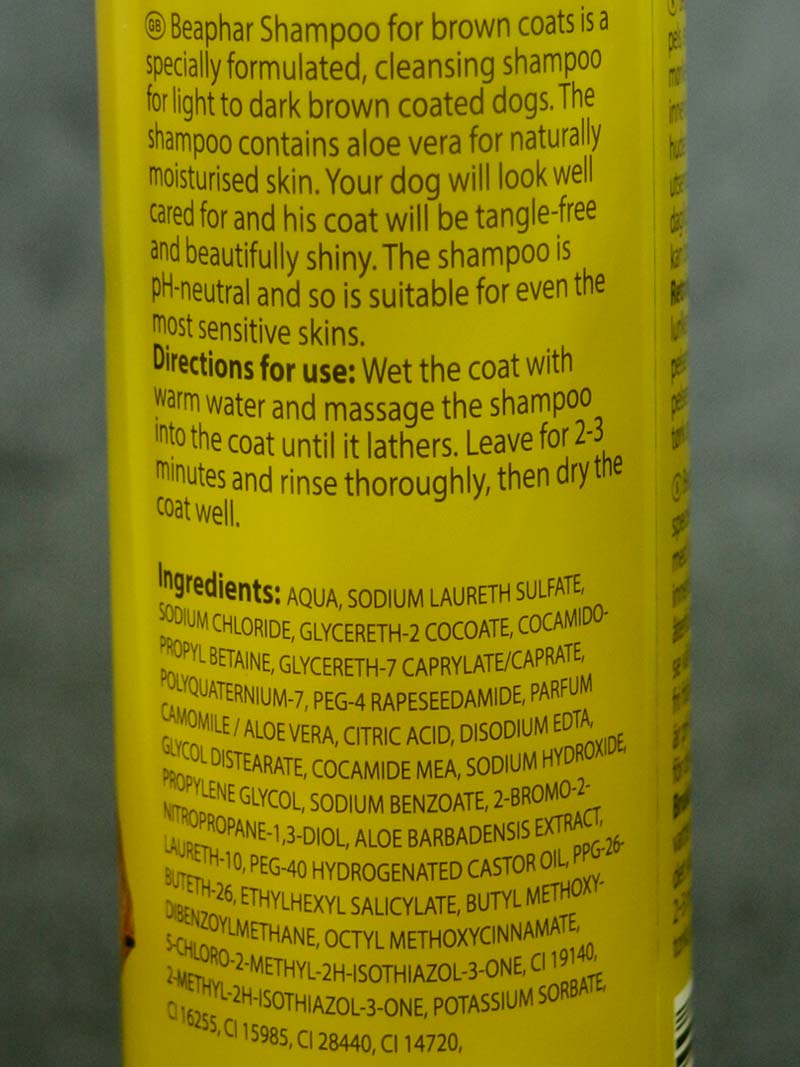 GB Beaphar Shampoo for brown coats is a
specially formulated, cleansing shampoo
for light to dark brown coated dogs. The
shampoo contains aloe vera for naturally
moisturised skin. Your dog will look well
cared for and his coat will be tangle-free
and beautifully shiny. The shampoo is
pH-neutral and so is suitable for even the
most sensitive skins.
Directions for use: Wet the coat with
warm water and massage the shampoo
into the coat until it lathers. Leave for 2-3
minutes and rinse thoroughly, then dry the
coat well.
Ingredients: AQUA, SODIUM LAURETH SULFATE,
SODIUM CHLORIDE, GLYCERETH-2 COCOATE, COCAMIDO-
PROPYL BETAINE, GLYCERETH-7 CAPRYLATE/CAPRATE,
POLYQUATERNIUM-7, PEG-4 RAPESEEDAMIDE, PARFUM
CAMOMILE / ALOE VERA, CITRIC ACID, DISODIUM EDTA,
GLYCOL DISTEARATE, COCAMIDE MEA, SODIUM HYDROXIDE,
PROPYLENE GLYCOL, SODIUM BENZOATE, 2-BROMO-2-
NITROPROPANE-1,3-DIOL, ALOE BARBADENSIS EXTRACT,
LAURETH-10, PEG-40 HYDROGENATED CASTOR OIL, PPG-26-
BUTETH-26, ETHYLHEXYL SALICYLATE, BUTYL METHOXY-
DIBENZOYLMETHANE, OCTYL METHOXYCINNAMATE,
5-CHLORO-2-METHYL-2H-ISOTHIAZOL-3-ONE, CI 19140,
2-METHYL-2H-ISOTHIAZOL-3-ONE, POTASSIUM SORBATE,
CI 16255, CI 15985, CI 28440, CI 14720,